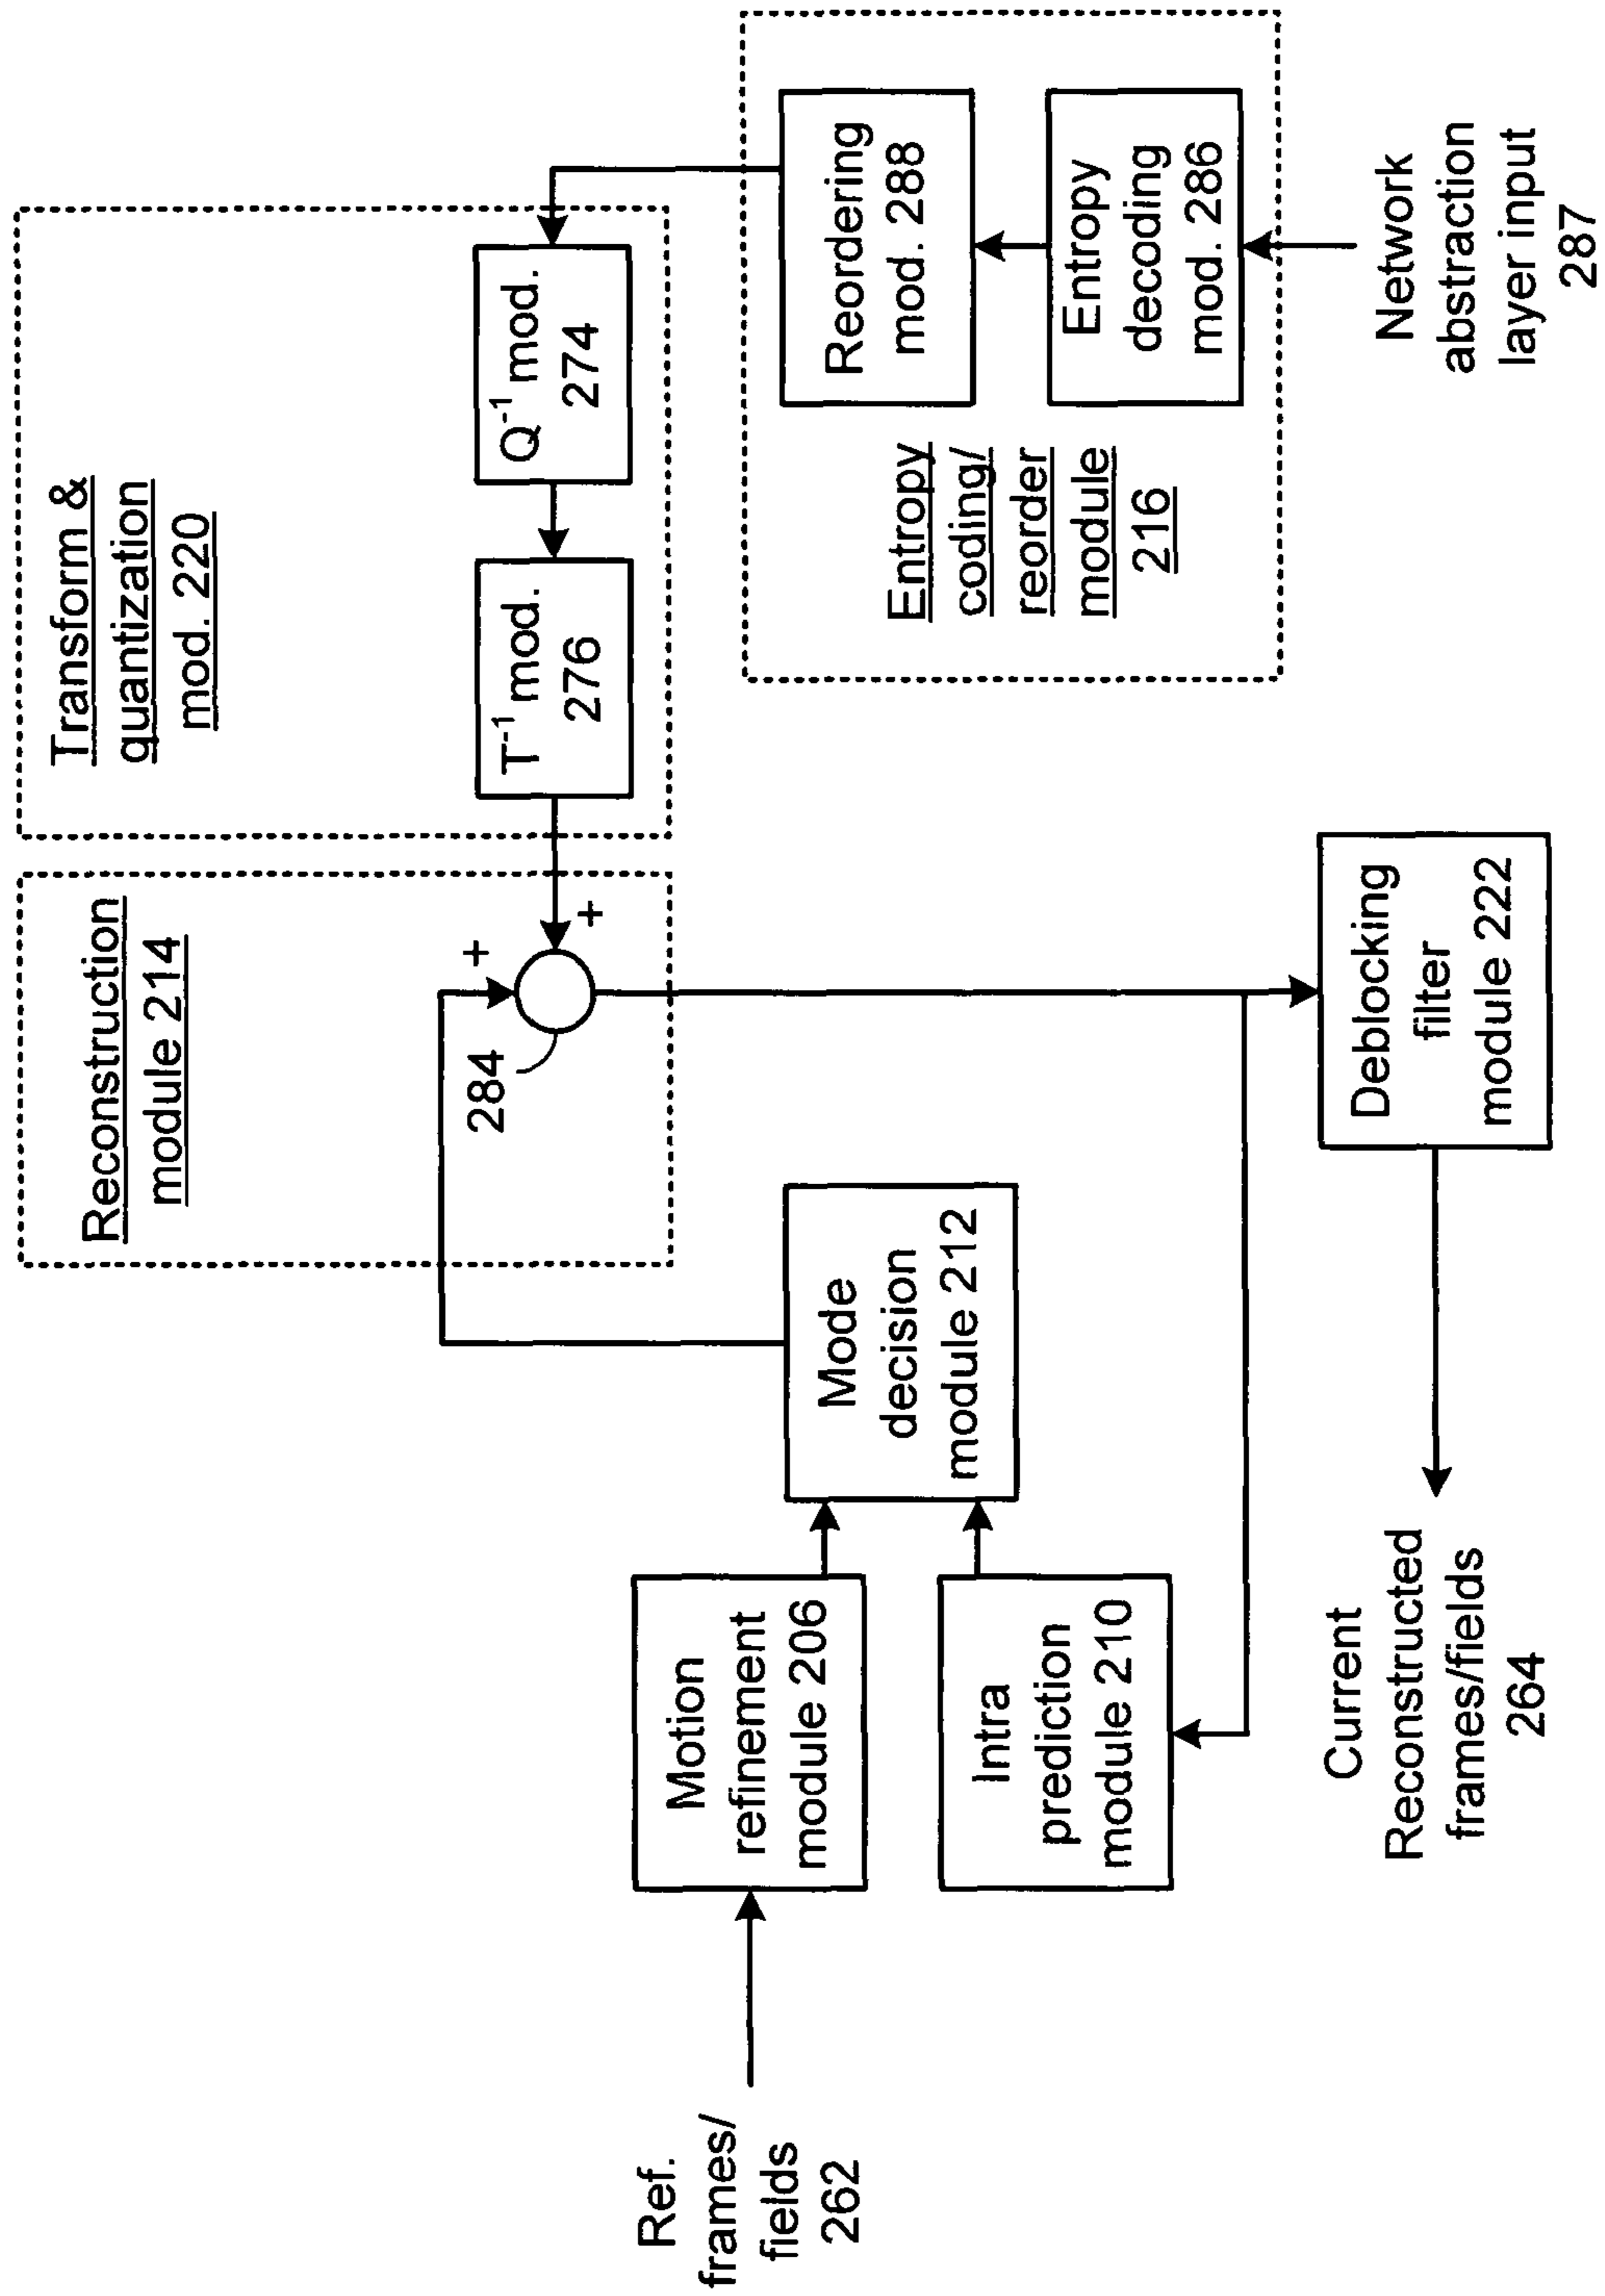 Reconstruction
module 214
Transform &
quantization
mod. 220
284
+
+
T-1 mod.
276
Q-1 mod.
274
Ref.
frames/
fields
262
Motion
refinement
module 206
Mode
decision
module 212
Intra
prediction
module 210
Entropy
coding/
reorder
module
216
Reordering
mod. 288
Entropy
decoding
mod. 286
Current
Reconstructed
frames/fields
264
Deblocking
filter
module 222
Network
abstraction
layer input
287